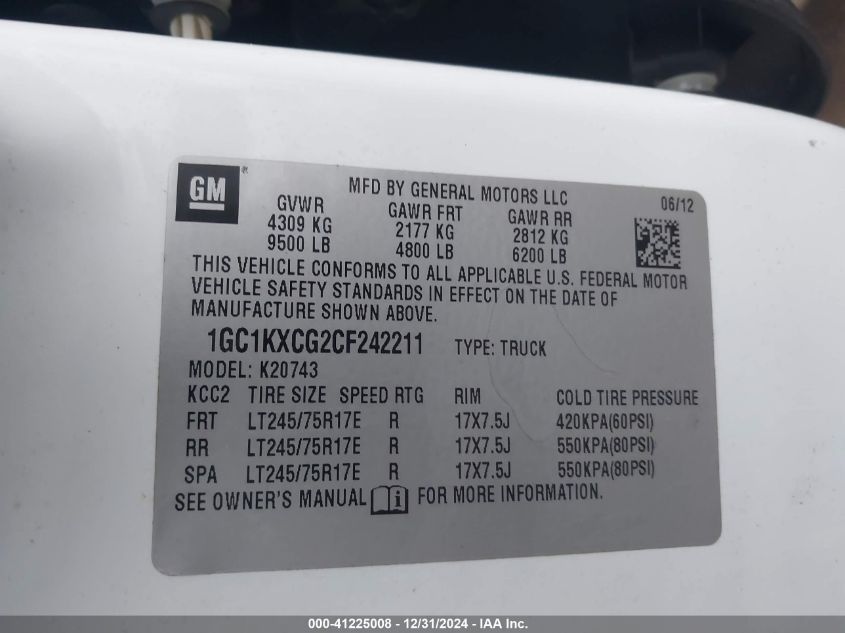 GM®
MFD BY GENERAL MOTORS LLC 06/12
GVWR GAWR FRT GAWR RR
4309 KG 2177 KG 2812 KG
9500 LB 4800 LB 6200 LB
THIS VEHICLE CONFORMS TO ALL APPLICABLE U.S. FEDERAL MOTOR
VEHICLE SAFETY STANDARDS IN EFFECT ON THE DATE OF
MANUFACTURE SHOWN ABOVE.
1GC1KXCG2CF242211 TYPE: TRUCK
MODEL: K20743
KCC2 TIRE SIZE SPEED RTG RIM COLD TIRE PRESSURE
FRT LT245/75R17E R 17X7.5J 420KPA(60PSI)
RR LT245/75R17E R 17X7.5J 550KPA(80PSI)
SPA LT245/75R17E R 17X7.5J 550KPA(80PSI)
SEE OWNER'S MANUAL i FOR MORE INFORMATION.
000-41225008 - 12/31/2024 - IAA Inc.